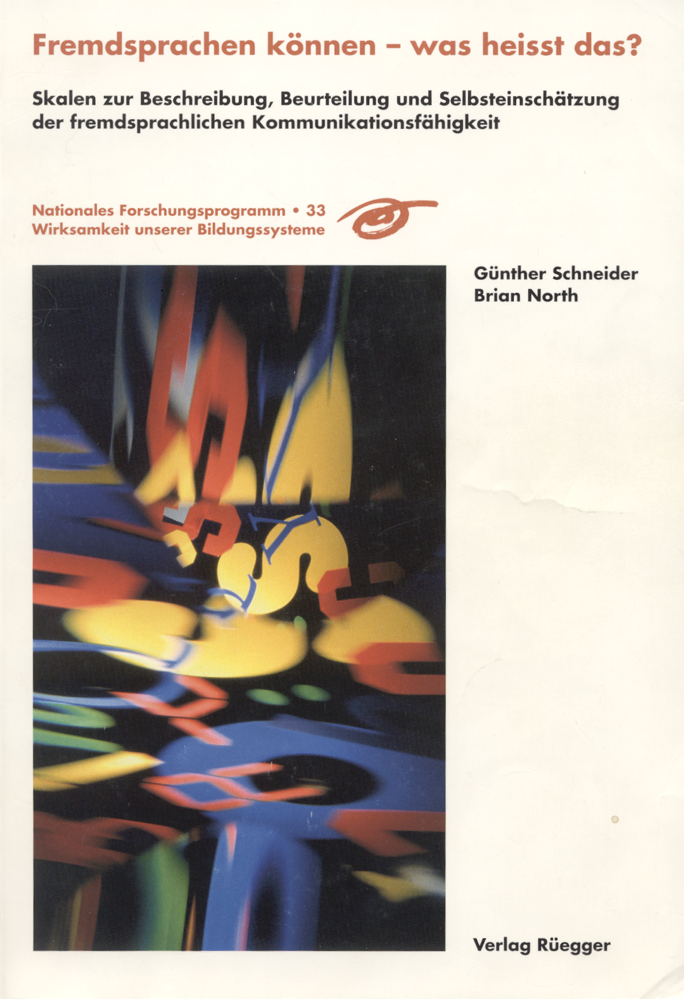 Fremdsprachen können – was heisst das?
Skalen zur Beschreibung, Beurteilung und Selbsteinschätzung
der fremdsprachlichen Kommunikationsfähigkeit
Nationales Forschungsprogramm • 33
Wirksamkeit unserer Bildungssysteme
Günther Schneider
Brian North
Verlag Rüegger